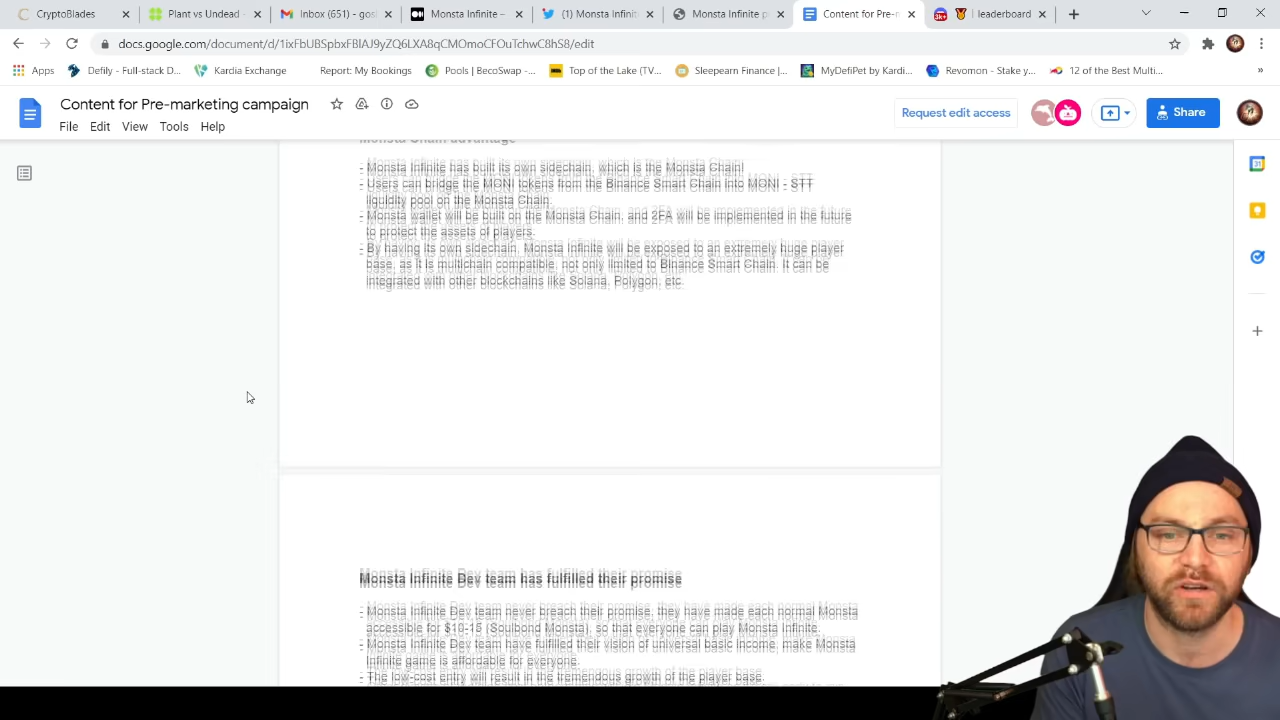 CryptoBlades
Plant vs Undead
Inbox (651) - gos
Monsta Infinite –
(1) Monsta Infinit
Monsta Infinite p
Content for Pre-m
3K+
leaderboard
docs.google.com/document/d/1ixFbUBSpbxFBlAJ9yZQ6LXA8qCMOmoCFOuTchwC8hS8/edit
Apps
Defily - Full-stack D...
Kardia Exchange
Report: My Bookings
Pools | BecoSwap -...
Top of the Lake (TV...
Sleepearn Finance |...
MyDefiPet by Kardi...
Revomon - Stake y...
12 of the Best Multi...
»
Content for Pre-marketing campaign
File Edit View Tools Help
Request edit access
Share
31
Monsta Chain advantage
- Monsta Infinite has built its own sidechain, which is the Monsta Chain!
- Users can bridge the MONI tokens from the Binance Smart Chain into MONI - STT
liquidity pool on the Monsta Chain.
- Monsta wallet will be built on the Monsta Chain, and 2FA will be implemented in the future
to protect the assets of players.
- By having its own sidechain, Monsta Infinite will be exposed to an extremely huge player
base, as it is multichain compatible, not only limited to Binance Smart Chain. It can be
integrated with other blockchains like Solana, Polygon, etc.
Monsta Infinite Dev team has fulfilled their promise
- Monsta Infinite Dev team never breach their promise, they have made each normal Monsta
accessible for $10-15 (Soulbond Monsta), so that everyone can play Monsta Infinite.
- Monsta Infinite Dev team have fulfilled their vision of universal basic income, make Monsta
Infinite game is affordable for everyone.
- The low-cost entry will result in the tremendous growth of the player base.